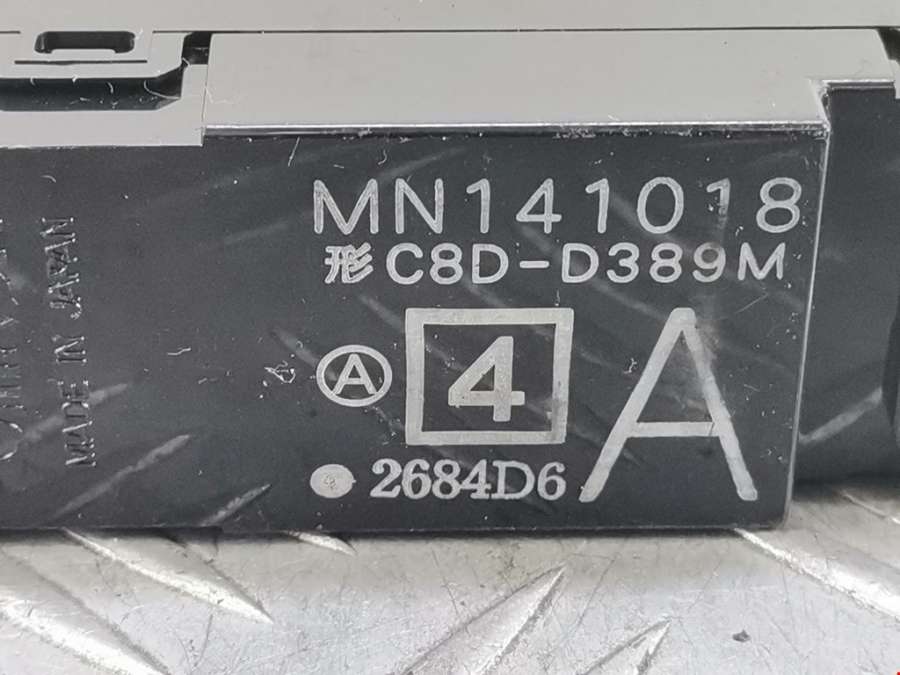 MN141018
形 C8D-D389M
A 4 A
2684D6
MADE IN JAPAN